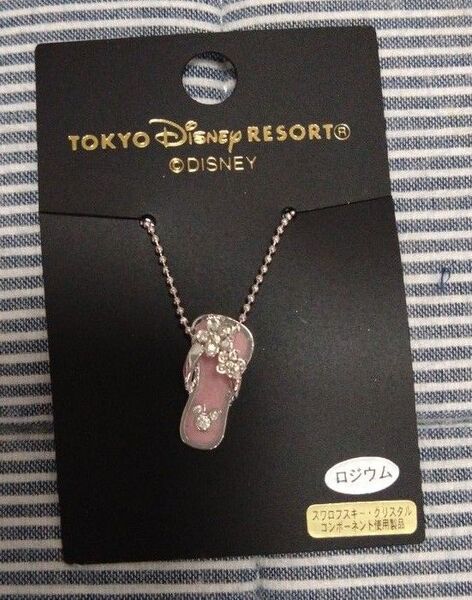 TOKYO DISNEY RESORT®
©DISNEY
ロジウム
スワロフスキー・クリスタル
コンポーネント使用製品